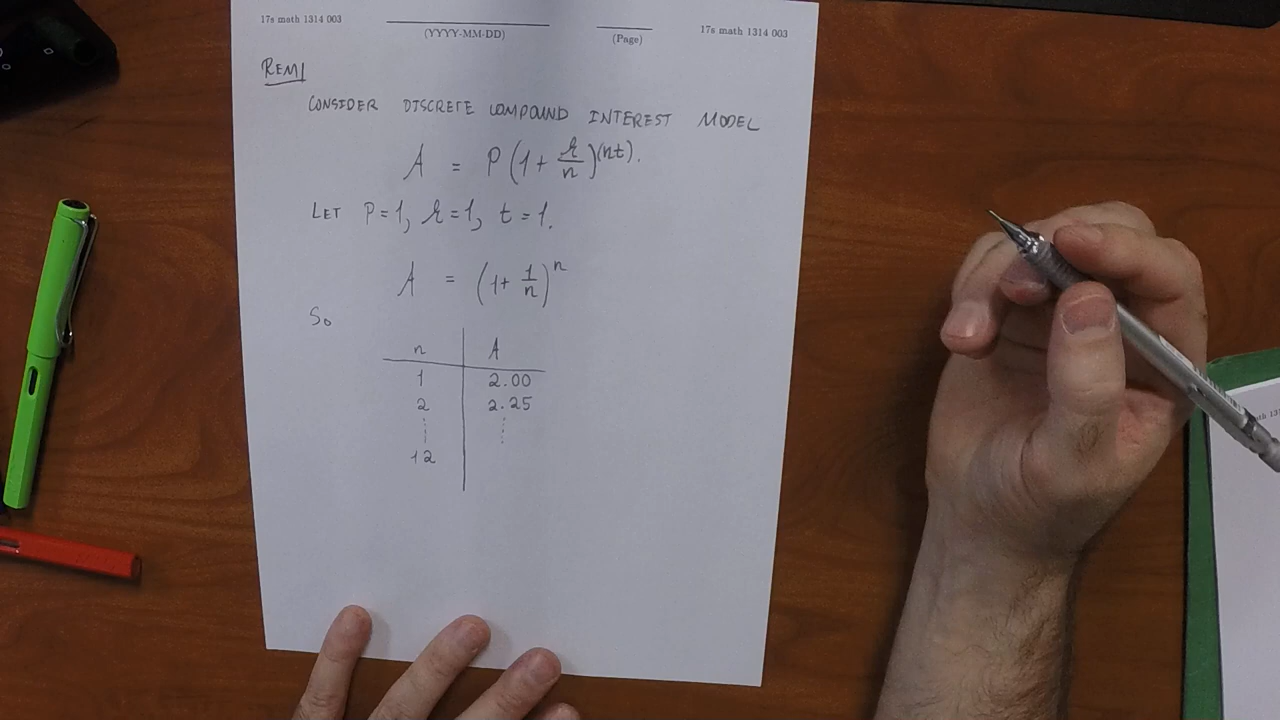 17s math 1314 003 (YYYY-MM-DD) (Page) 17s math 1314 003
REM|
CONSIDER DISCRETE COMPOUND INTEREST MODEL
A = P(1 + r/n)^(nt).
LET P=1, r=1, t=1.
A = (1 + 1/n)^n
So
n | A
1 | 2.00
2 | 2.25
⋮ | ⋮
12 |